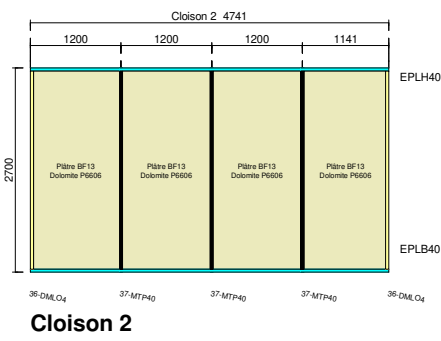 Cloison 2 4741
1200 1200 1200 1141
EPLH40
2700
Plâtre BF13 Plâtre BF13 Plâtre BF13 Plâtre BF13
Dolomite P6606 Dolomite P6606 Dolomite P6606 Dolomite P6606
EPLB40
36-DMLO4 37-MTP40 37-MTP40 37-MTP40 36-DMLO4
Cloison 2